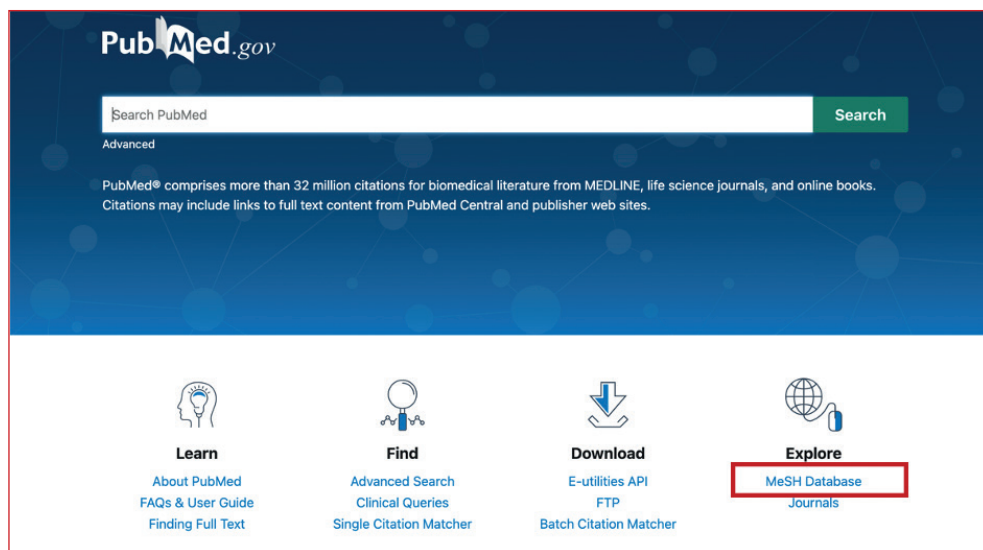 PubMed.gov
Search PubMed
Search
Advanced
PubMed® comprises more than 32 million citations for biomedical literature from MEDLINE, life science journals, and online books.
Citations may include links to full text content from PubMed Central and publisher web sites.
Learn
About PubMed
FAQs & User Guide
Finding Full Text
Find
Advanced Search
Clinical Queries
Single Citation Matcher
Download
E-utilities API
FTP
Batch Citation Matcher
Explore
MeSH Database
Journals